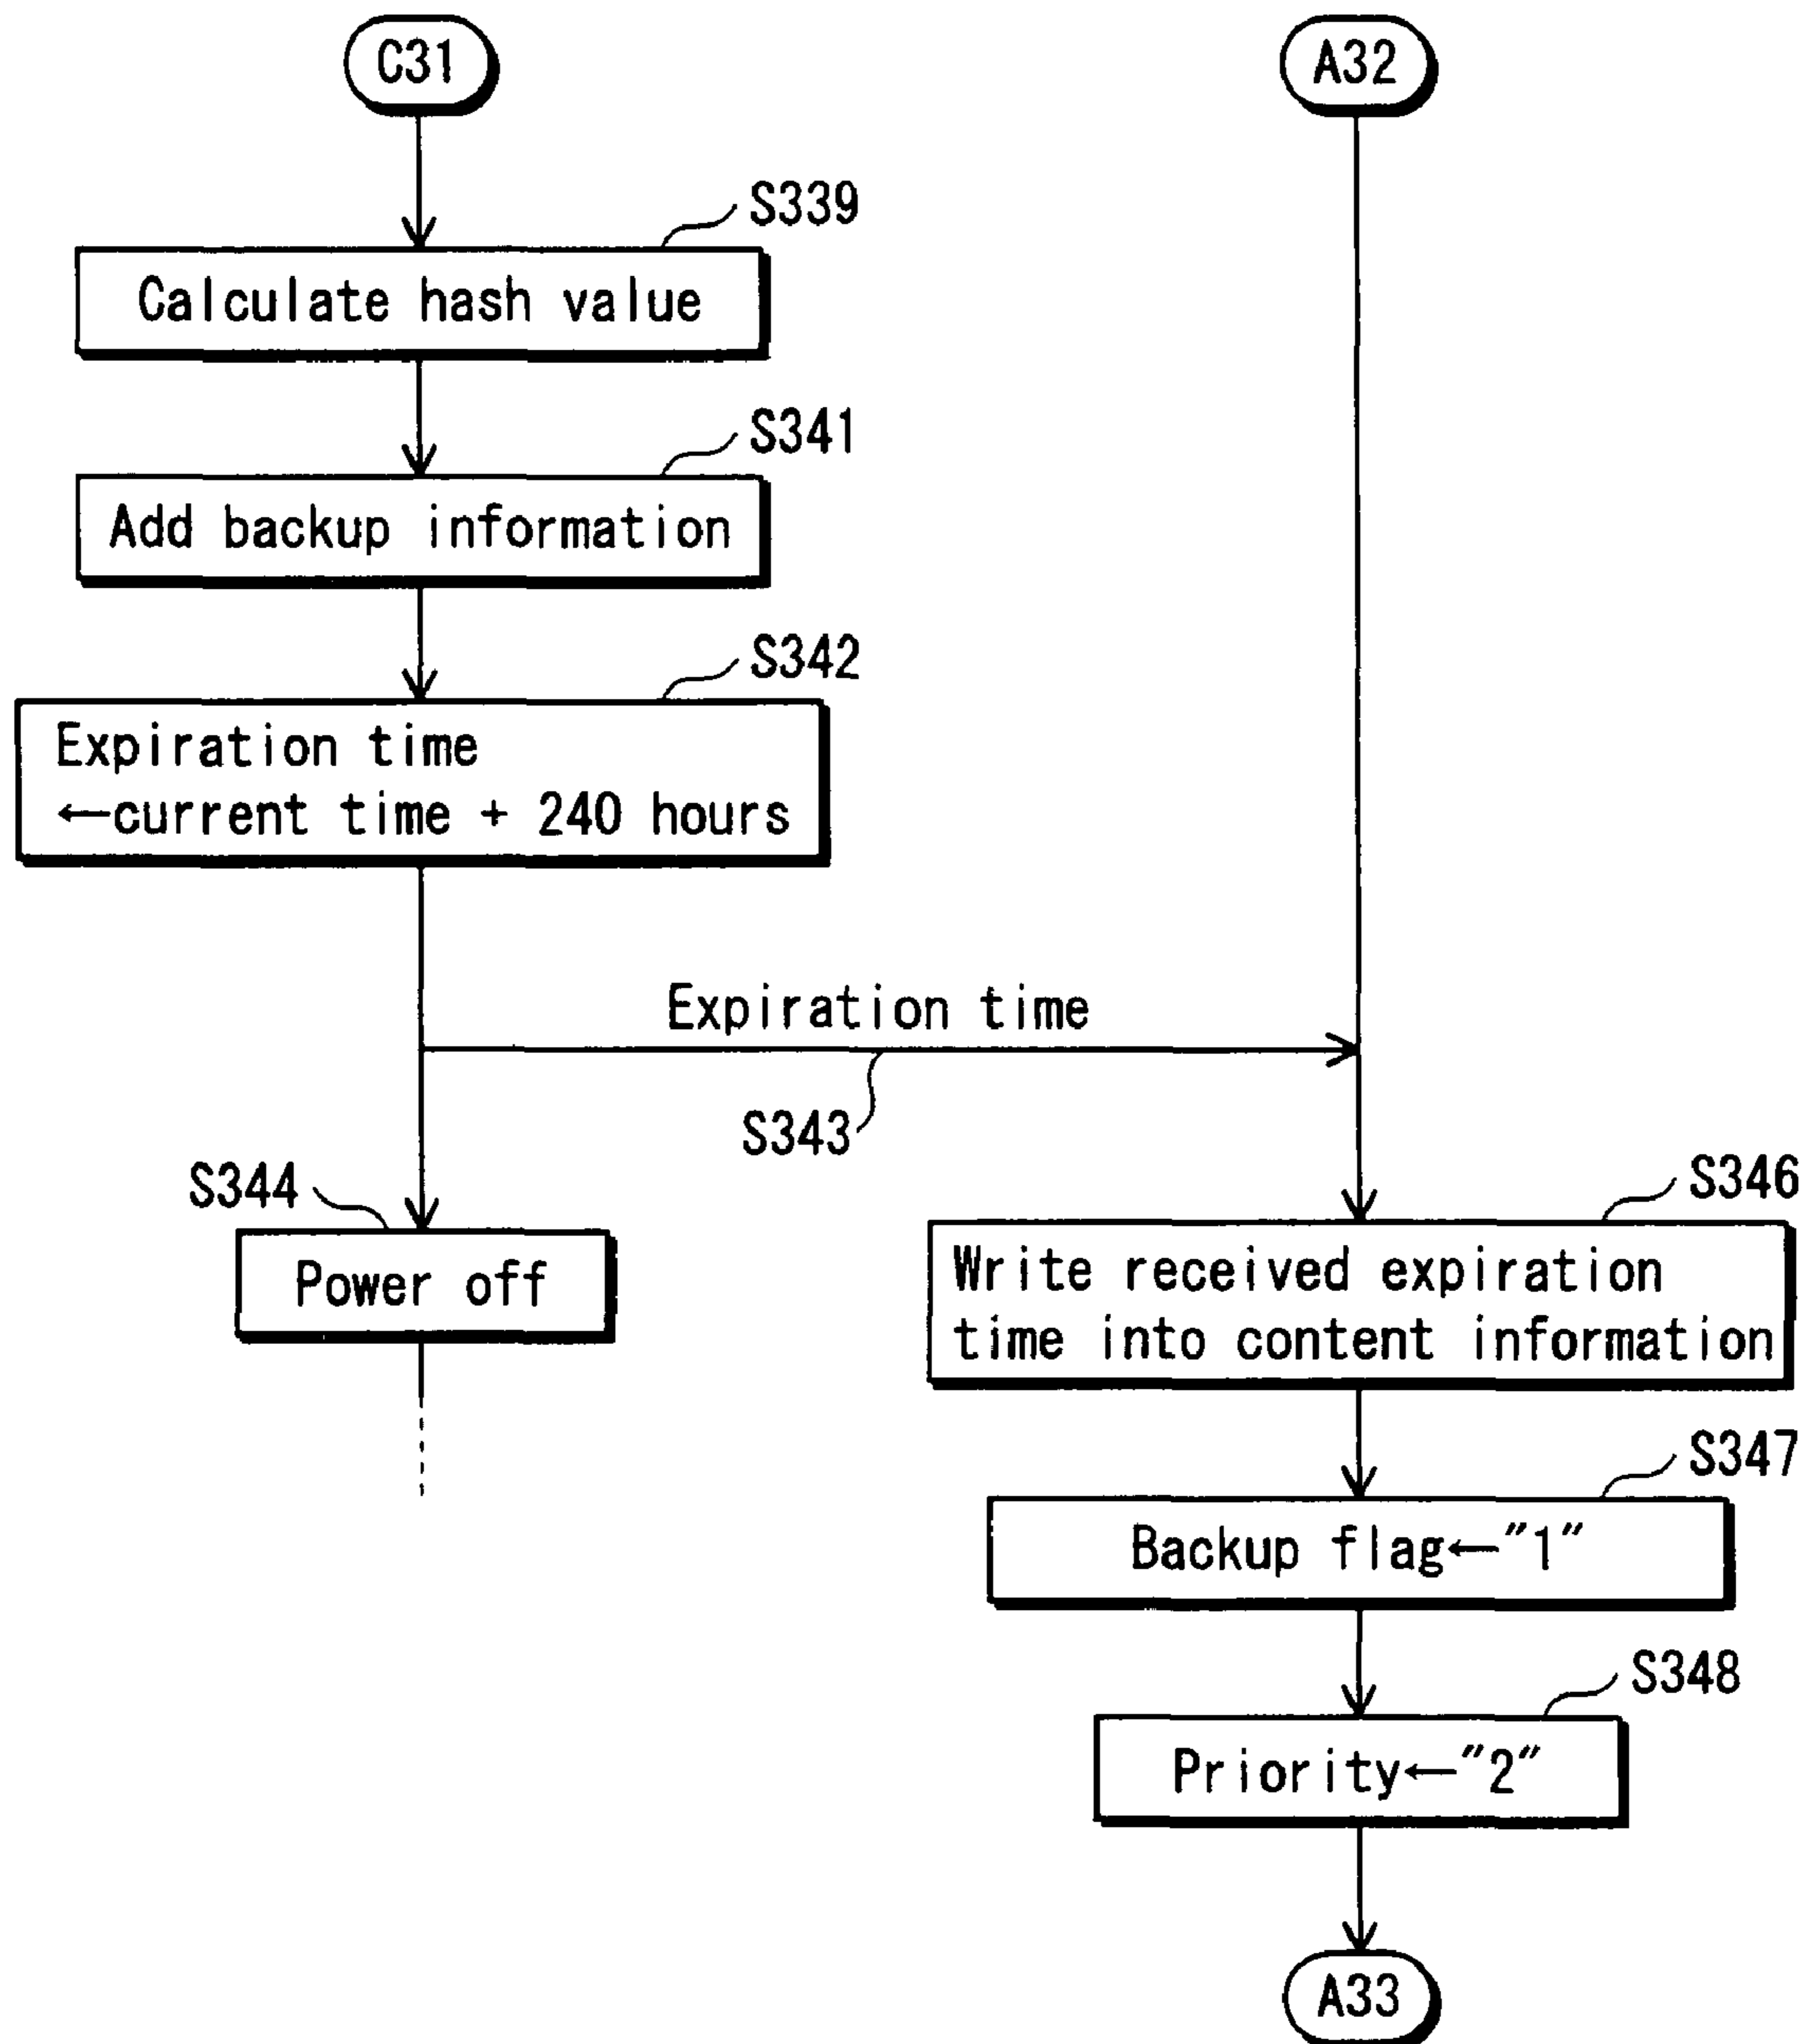 C31
A32
S339
Calculate hash value
S341
Add backup information
S342
Expiration time
←current time + 240 hours
Expiration time
S343
S344
Power off
S346
Write received expiration
time into content information
S347
Backup flag←"1"
S348
Priority←"2"
A33